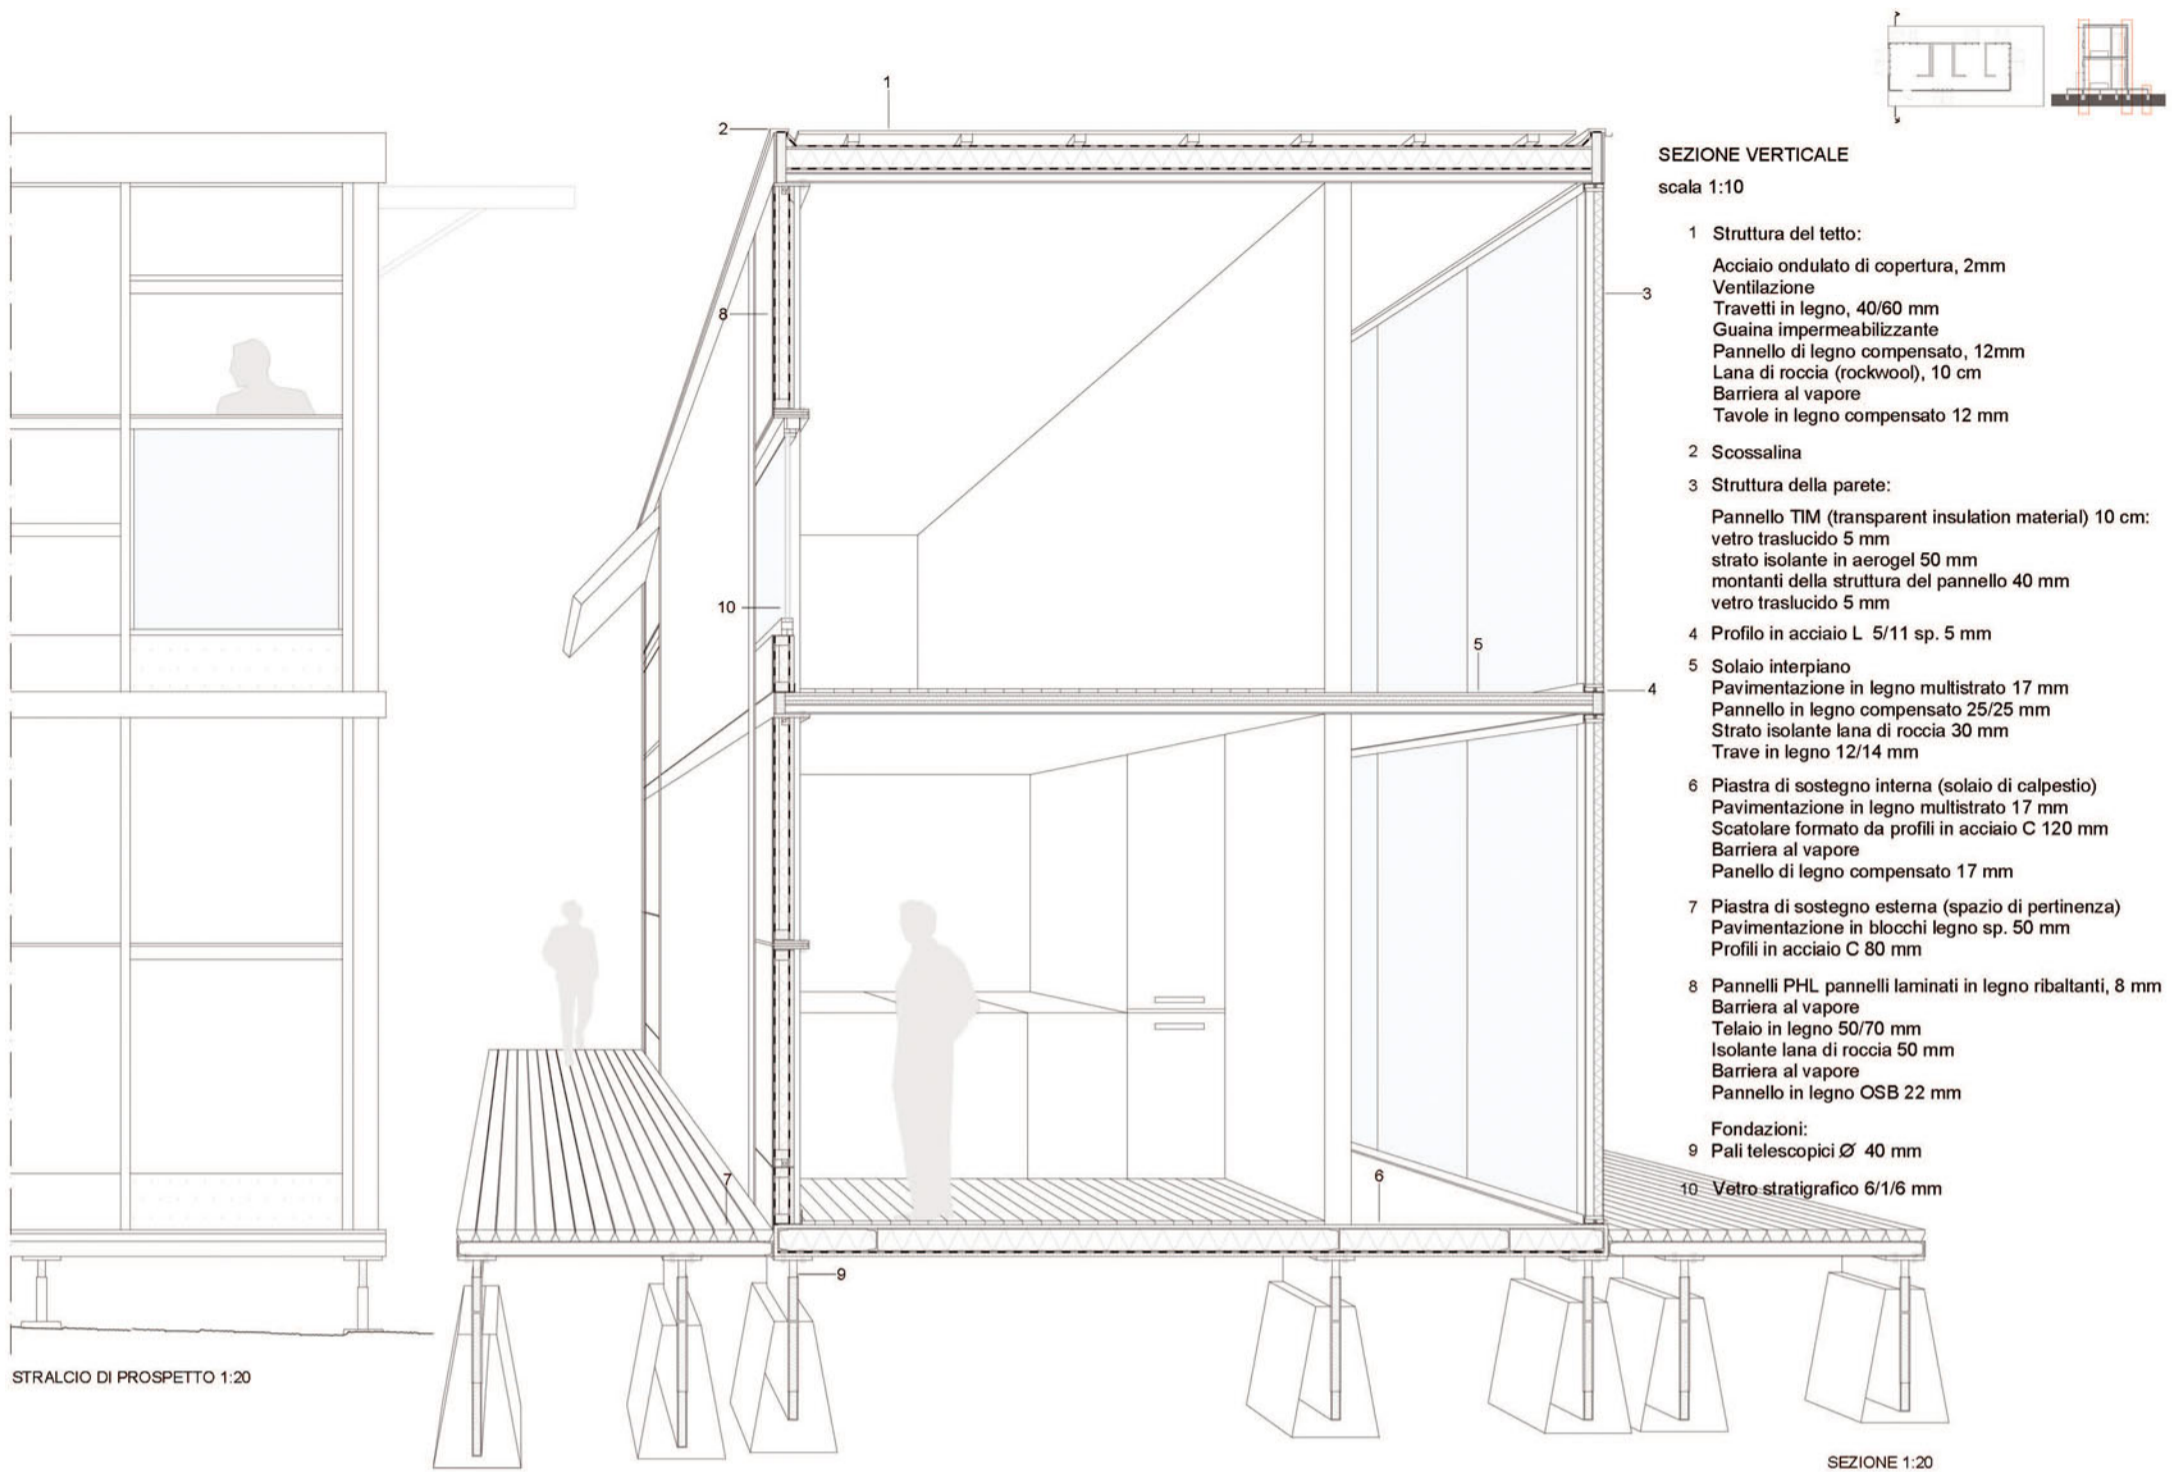 SEZIONE VERTICALE
scala 1:10
1 Struttura del tetto:
Acciaio ondulato di copertura, 2mm
Ventilazione
Travetti in legno, 40/60 mm
Guaina impermeabilizzante
Pannello di legno compensato, 12mm
Lana di roccia (rockwool), 10 cm
Barriera al vapore
Tavole in legno compensato 12 mm
2 Scossalina
3 Struttura della parete:
Pannello TIM (transparent insulation material) 10 cm:
vetro traslucido 5 mm
strato isolante in aerogel 50 mm
montanti della struttura del pannello 40 mm
vetro traslucido 5 mm
4 Profilo in acciaio L 5/11 sp. 5 mm
5 Solaio interpiano
Pavimentazione in legno multistrato 17 mm
Pannello in legno compensato 25/25 mm
Strato isolante lana di roccia 30 mm
Trave in legno 12/14 mm
6 Piastra di sostegno interna (solaio di calpestio)
Pavimentazione in legno multistrato 17 mm
Scatolare formato da profili in acciaio C 120 mm
Barriera al vapore
Panello di legno compensato 17 mm
7 Piastra di sostegno esterna (spazio di pertinenza)
Pavimentazione in blocchi legno sp. 50 mm
Profili in acciaio C 80 mm
8 Pannelli PHL pannelli laminati in legno ribaltanti, 8 mm
Barriera al vapore
Telaio in legno 50/70 mm
Isolante lana di roccia 50 mm
Barriera al vapore
Pannello in legno OSB 22 mm
Fondazioni:
9 Pali telescopici Ø 40 mm
10 Vetro stratigrafico 6/1/6 mm
1
2
3
8
10
5
4
7
6
9
STRALCIO DI PROSPETTO 1:20
SEZIONE 1:20